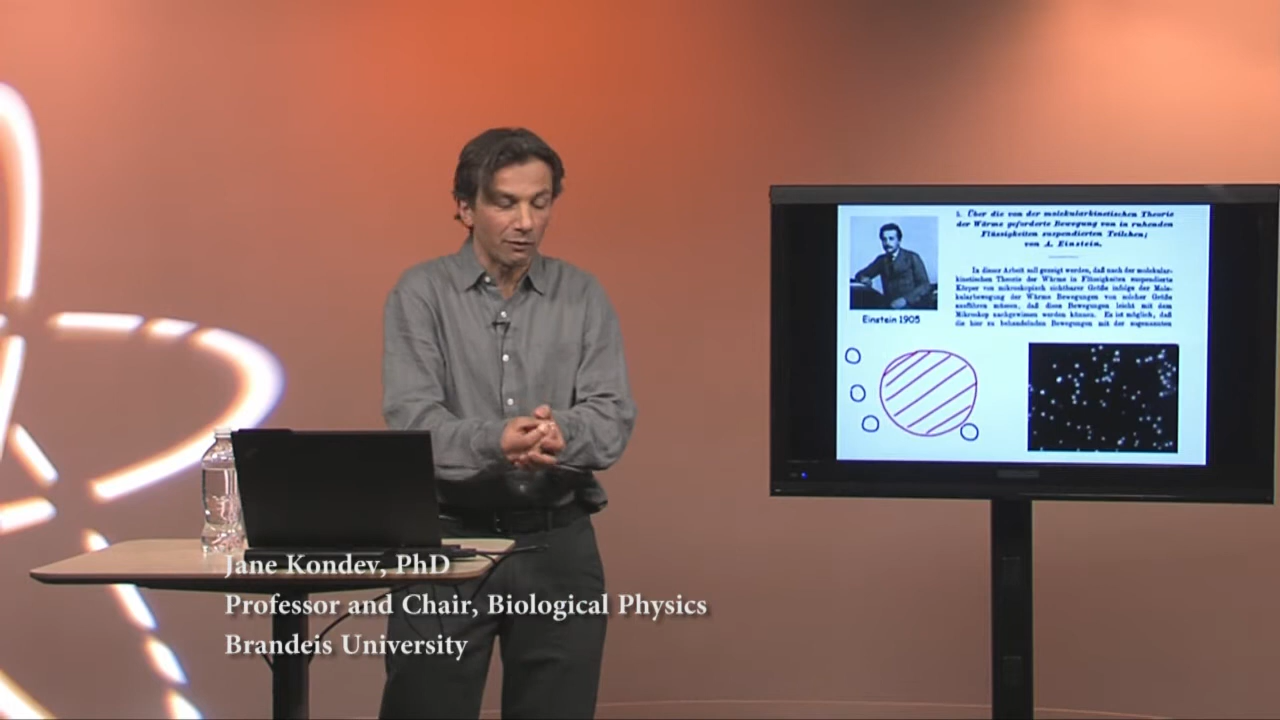 5. Über die von der molekularkinetischen Theorie
der Wärme geforderte Bewegung von in ruhenden
Flüssigkeiten suspendierten Teilchen;
von A. Einstein.
In dieser Arbeit soll gezeigt werden, daß nach der molekular-
kinetischen Theorie der Wärme in Flüssigkeiten suspendierte
Körper von mikroskopisch sichtbarer Größe infolge der Mole-
kularbewegung der Wärme Bewegungen von solcher Größe
ausführen müssen, daß diese Bewegungen leicht mit dem
Mikroskop nachgewiesen werden können. Es ist möglich, daß
die hier zu behandelnden Bewegungen mit der sogenannten
Einstein 1905
Jane Kondev, PhD
Professor and Chair, Biological Physics
Brandeis University